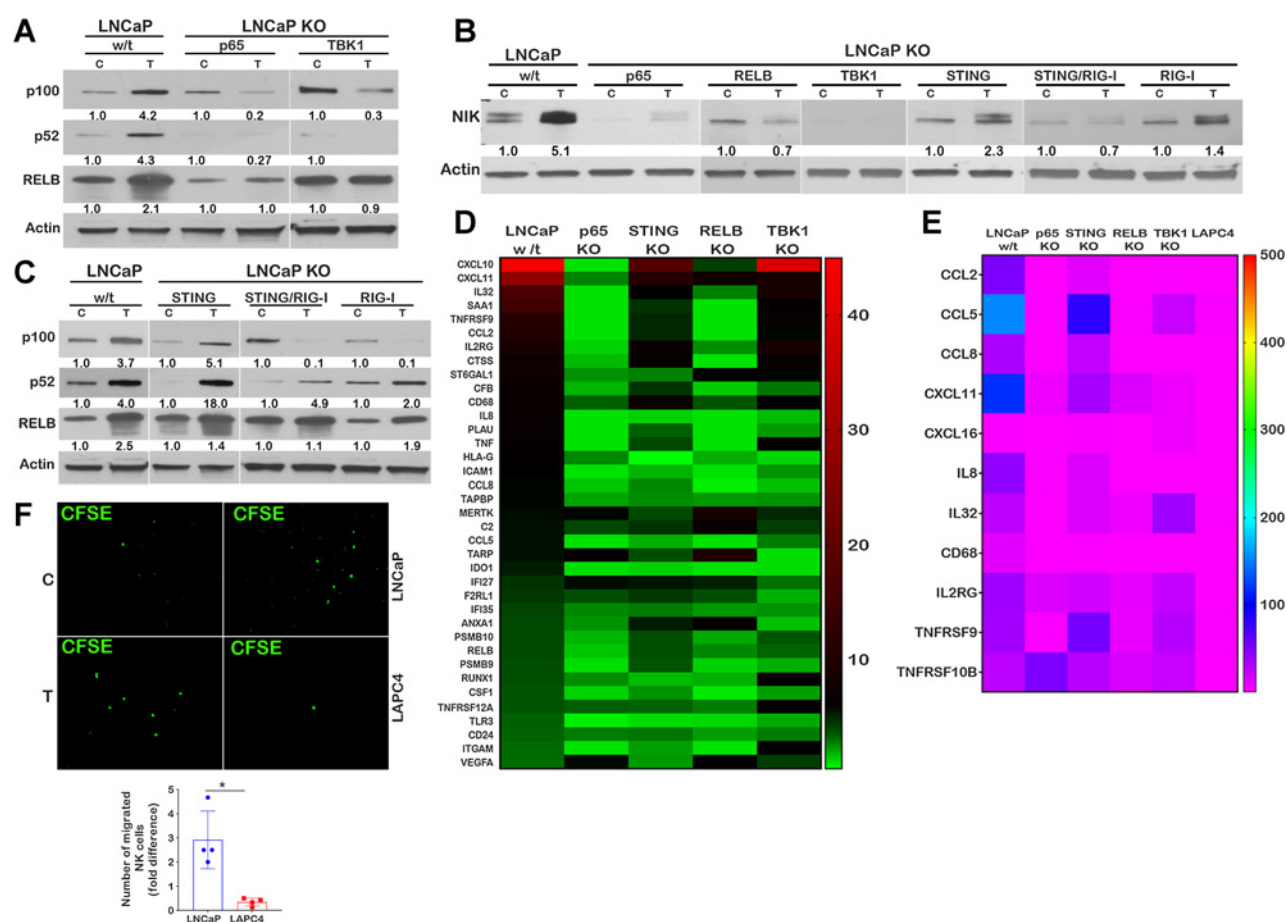 A
LNCaP LNCaP KO
w/t p65 TBK1
C T C T C T
p100
1.0 4.2 1.0 0.2 1.0 0.3
p52
1.0 4.3 1.0 0.27 1.0
RELB
1.0 2.1 1.0 1.0 1.0 0.9
Actin
B
LNCaP LNCaP KO
w/t p65 RELB TBK1 STING STING/RIG-I RIG-I
C T C T C T C T C T C T C T
NIK
1.0 5.1 1.0 0.7 1.0 2.3 1.0 0.7 1.0 1.4
Actin
C
LNCaP LNCaP KO
w/t STING STING/RIG-I RIG-I
C T C T C T C T
p100
1.0 3.7 1.0 5.1 1.0 0.1 1.0 0.1
p52
1.0 4.0 1.0 18.0 1.0 4.9 1.0 2.0
RELB
1.0 2.5 1.0 1.4 1.0 1.1 1.0 1.9
Actin
D
LNCaP p65 STING RELB TBK1
w /t KO KO KO KO
CXCL10
CXCL11
IL32
SAA1
TNFRSF9
CCL2
IL2RG
CTSS
ST6GAL1
CFB
CD68
IL8
PLAU
TNF
HLA-G
ICAM1
CCL8
TAPBP
MERTK
C2
CCL5
TARP
IDO1
IFI27
F2RL1
IFI35
ANXA1
PSMB10
RELB
PSMB9
RUNX1
CSF1
TNFRSF12A
TLR3
CD24
ITGAM
VEGFA
40
30
20
10
E
LNCaP p65 STING RELB TBK1 LAPC4
w/t KO KO KO KO
CCL2
CCL5
CCL8
CXCL11
CXCL16
IL8
IL32
CD68
IL2RG
TNFRSF9
TNFRSF10B
500
400
300
200
100
F
CFSE CFSE
C
LNCaP
CFSE CFSE
T
LAPC4
Number of migrated
NK cells
(fold difference)
5
4
3
2
1
0
*
LNCaP LAPC4